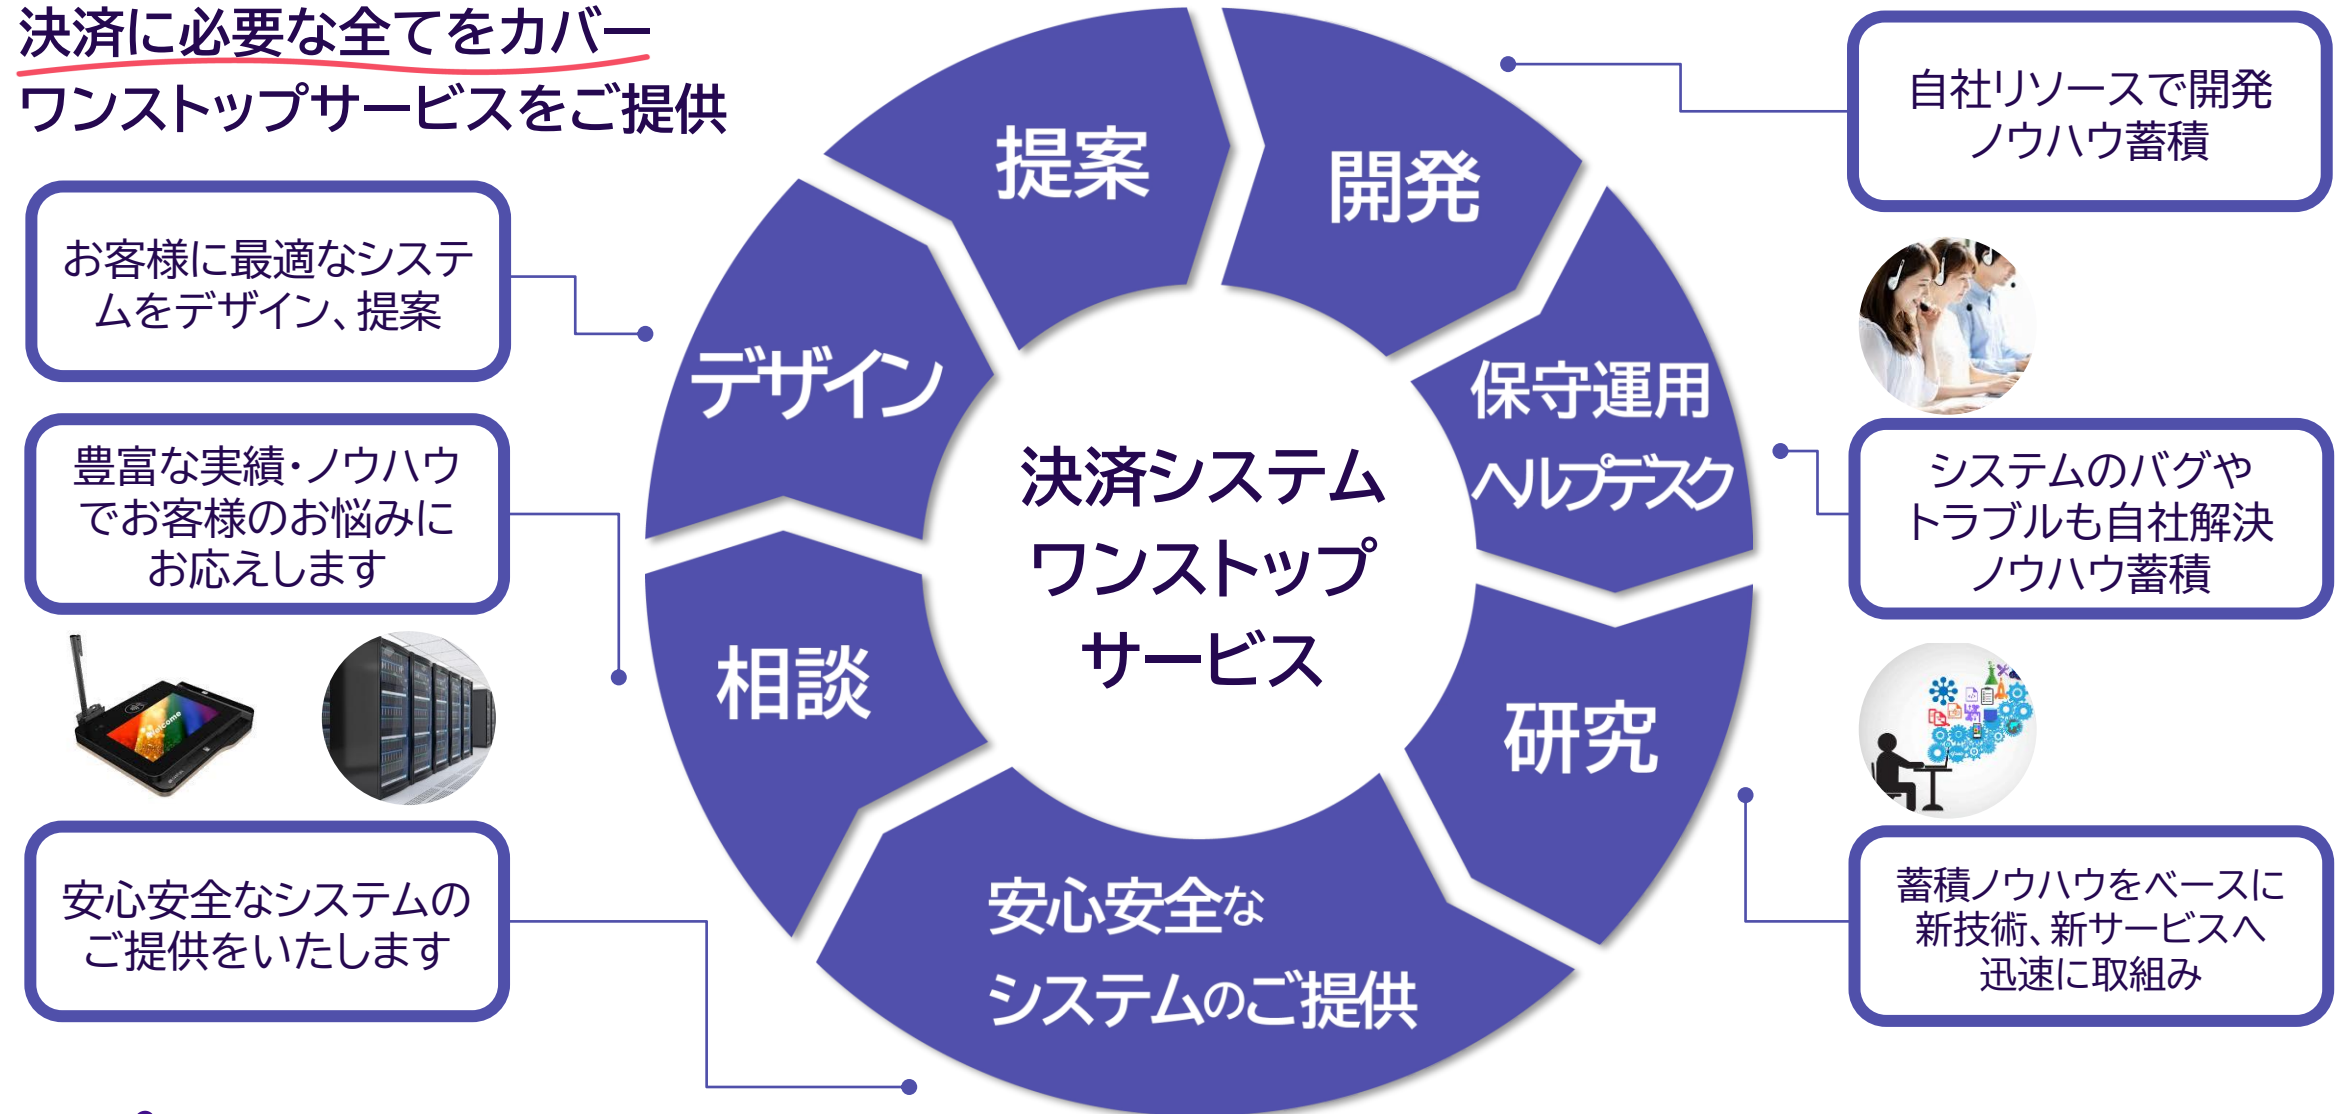 決済に必要な全てをカバー
ワンストップサービスをご提供
お客様に最適なシステ
ムをデザイン、提案
豊富な実績・ノウハウ
でお客様のお悩みに
お応えします
安心安全なシステムの
ご提供をいたします
提案
開発
デザイン
保守運用
ヘルプデスク
相談
研究
安心安全な
システムのご提供
決済システム
ワンストップ
サービス
自社リソースで開発
ノウハウ蓄積
システムのバグや
トラブルも自社解決
ノウハウ蓄積
蓄積ノウハウをベースに
新技術、新サービスへ
迅速に取組み